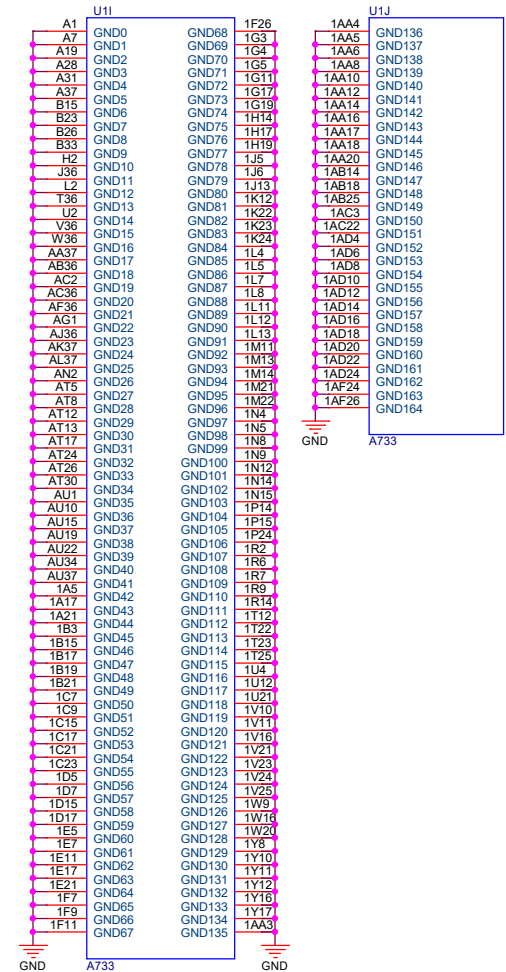 U1I
A1 GND0 GND68 1F26
A7 GND1 GND69 1G3
A19 GND2 GND70 1G4
A28 GND3 GND71 1G5
A31 GND4 GND72 1G11
A37 GND5 GND73 1G17
B15 GND6 GND74 1G19
B23 GND7 GND75 1H14
B26 GND8 GND76 1H17
B33 GND9 GND77 1H19
H2 GND10 GND78 1J5
J36 GND11 GND79 1J6
L2 GND12 GND80 1J13
T36 GND13 GND81 1K12
U2 GND14 GND82 1K22
V36 GND15 GND83 1K23
W36 GND16 GND84 1K24
AA37 GND17 GND85 1L4
AB36 GND18 GND86 1L5
AC2 GND19 GND87 1L7
AC36 GND20 GND88 1L8
AF36 GND21 GND89 1L11
AG1 GND22 GND90 1L12
AJ36 GND23 GND91 1L13
AK37 GND24 GND92 1M11
AL37 GND25 GND93 1M13
AN2 GND26 GND94 1M14
AT5 GND27 GND95 1M21
AT8 GND28 GND96 1M22
AT12 GND29 GND97 1N4
AT13 GND30 GND98 1N5
AT17 GND31 GND99 1N8
AT24 GND32 GND100 1N9
AT26 GND33 GND101 1N12
AT30 GND34 GND102 1N14
AU1 GND35 GND103 1N15
AU10 GND36 GND104 1P14
AU15 GND37 GND105 1P15
AU19 GND38 GND106 1P24
AU22 GND39 GND107 1R2
AU34 GND40 GND108 1R6
AU37 GND41 GND109 1R7
1A5 GND42 GND110 1R9
1A17 GND43 GND111 1R14
1A21 GND44 GND112 1T12
1B3 GND45 GND113 1T22
1B15 GND46 GND114 1T23
1B17 GND47 GND115 1T25
1B19 GND48 GND116 1U4
1B21 GND49 GND117 1U12
1C7 GND50 GND118 1U21
1C9 GND51 GND119 1V10
1C15 GND52 GND120 1V11
1C17 GND53 GND121 1V16
1C21 GND54 GND122 1V21
1C23 GND55 GND123 1V23
1D5 GND56 GND124 1V24
1D7 GND57 GND125 1V25
1D15 GND58 GND126 1W9
1D17 GND59 GND127 1W16
1E5 GND60 GND128 1W20
1E7 GND61 GND129 1Y8
1E11 GND62 GND130 1Y10
1E17 GND63 GND131 1Y11
1E21 GND64 GND132 1Y12
1F7 GND65 GND133 1Y16
1F9 GND66 GND134 1Y17
1F11 GND67 GND135 1AA3
GND A733 GND
U1J
1AA4 GND136
1AA5 GND137
1AA6 GND138
1AA8 GND139
1AA10 GND140
1AA12 GND141
1AA14 GND142
1AA16 GND143
1AA17 GND144
1AA18 GND145
1AA20 GND146
1AB14 GND147
1AB18 GND148
1AB25 GND149
1AC3 GND150
1AC22 GND151
1AD4 GND152
1AD6 GND153
1AD8 GND154
1AD10 GND155
1AD12 GND156
1AD14 GND157
1AD16 GND158
1AD18 GND159
1AD20 GND160
1AD22 GND161
1AD24 GND162
1AF24 GND163
1AF26 GND164
GND A733